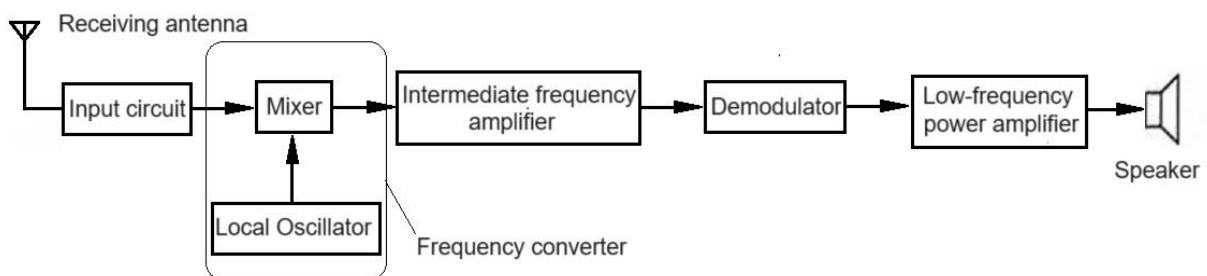 Receiving antenna
Input circuit
Mixer
Intermediate frequency
amplifier
Demodulator
Low-frequency
power amplifier
Speaker
Local Oscillator
Frequency converter